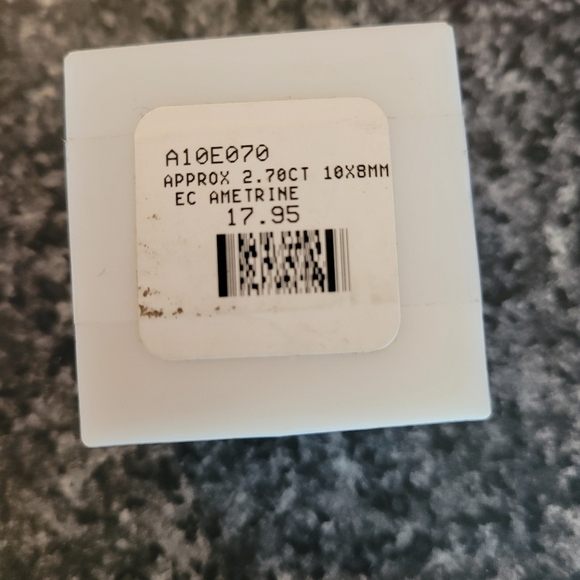 A10E070
APPROX 2.70CT 10X8MM
EC AMETRINE
17.95